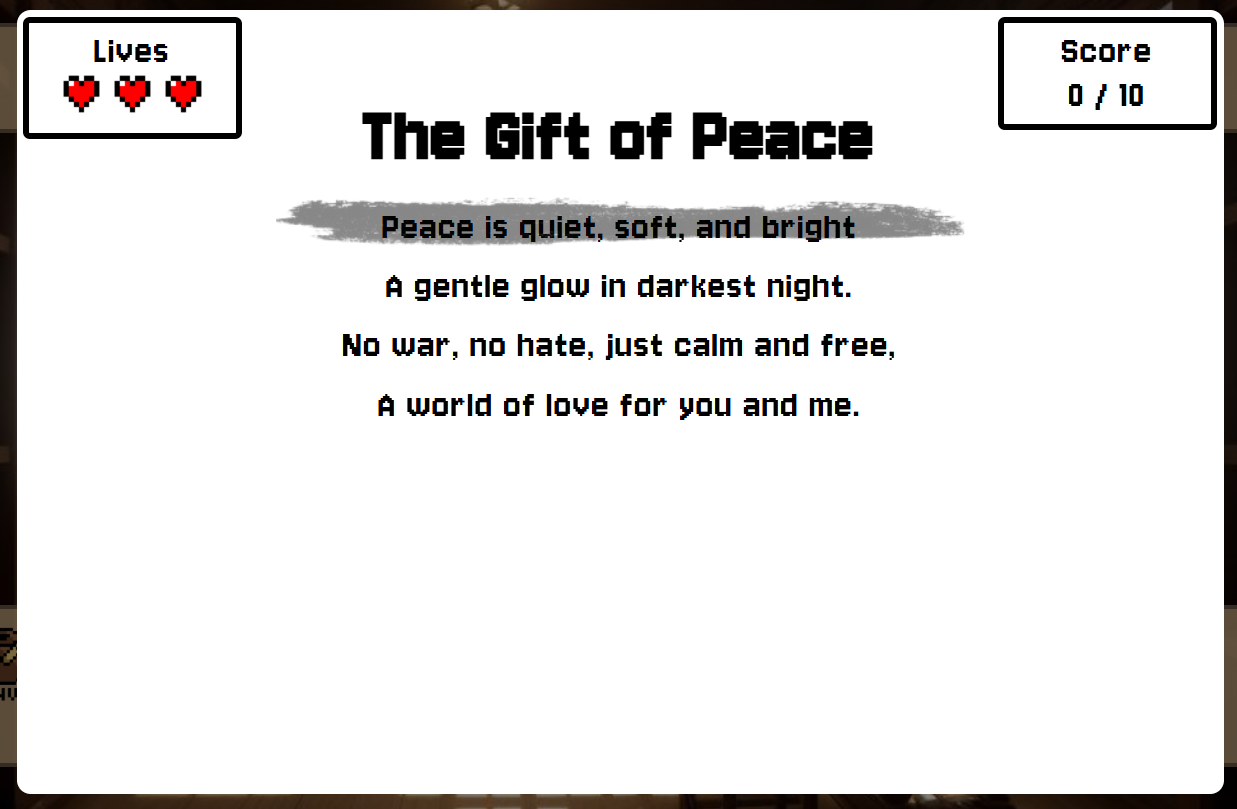 Lives
Score
0 / 10
The Gift of Peace
Peace is quiet, soft, and bright
A gentle glow in darkest night.
No war, no hate, just calm and free,
A world of love for you and me.